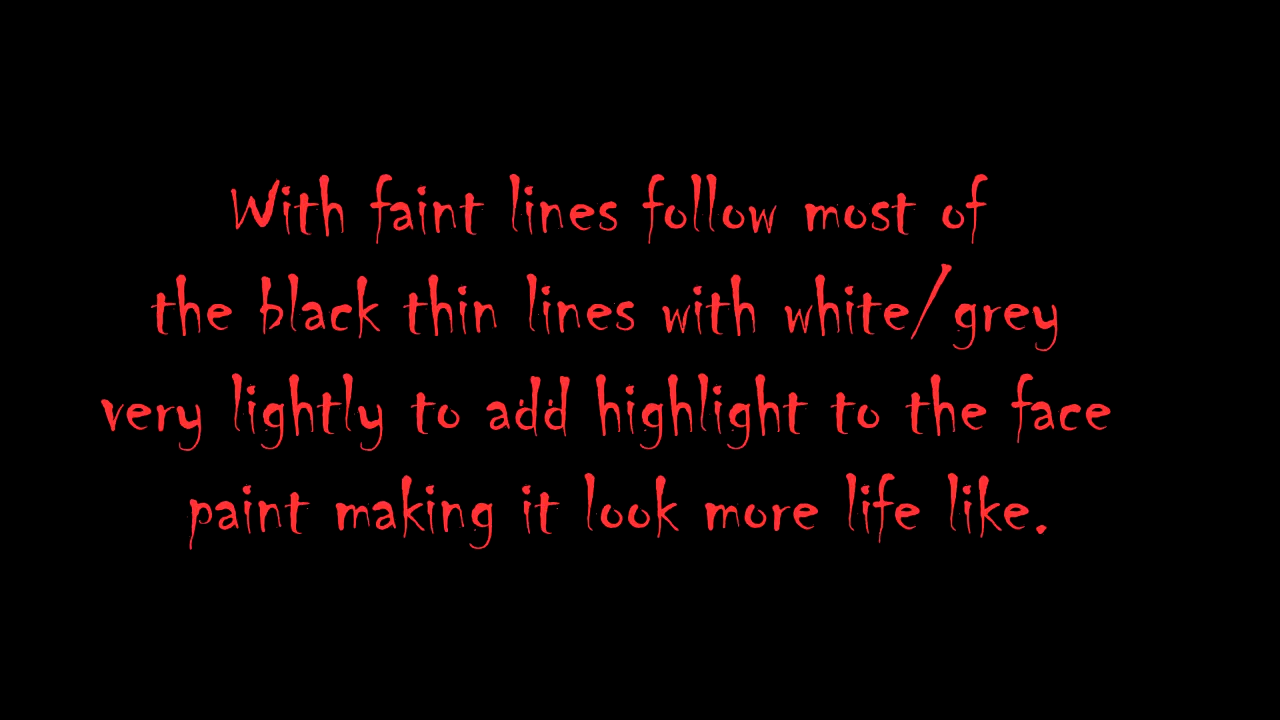 With faint lines follow most of
the black thin lines with white/grey
very lightly to add highlight to the face
paint making it look more life like.